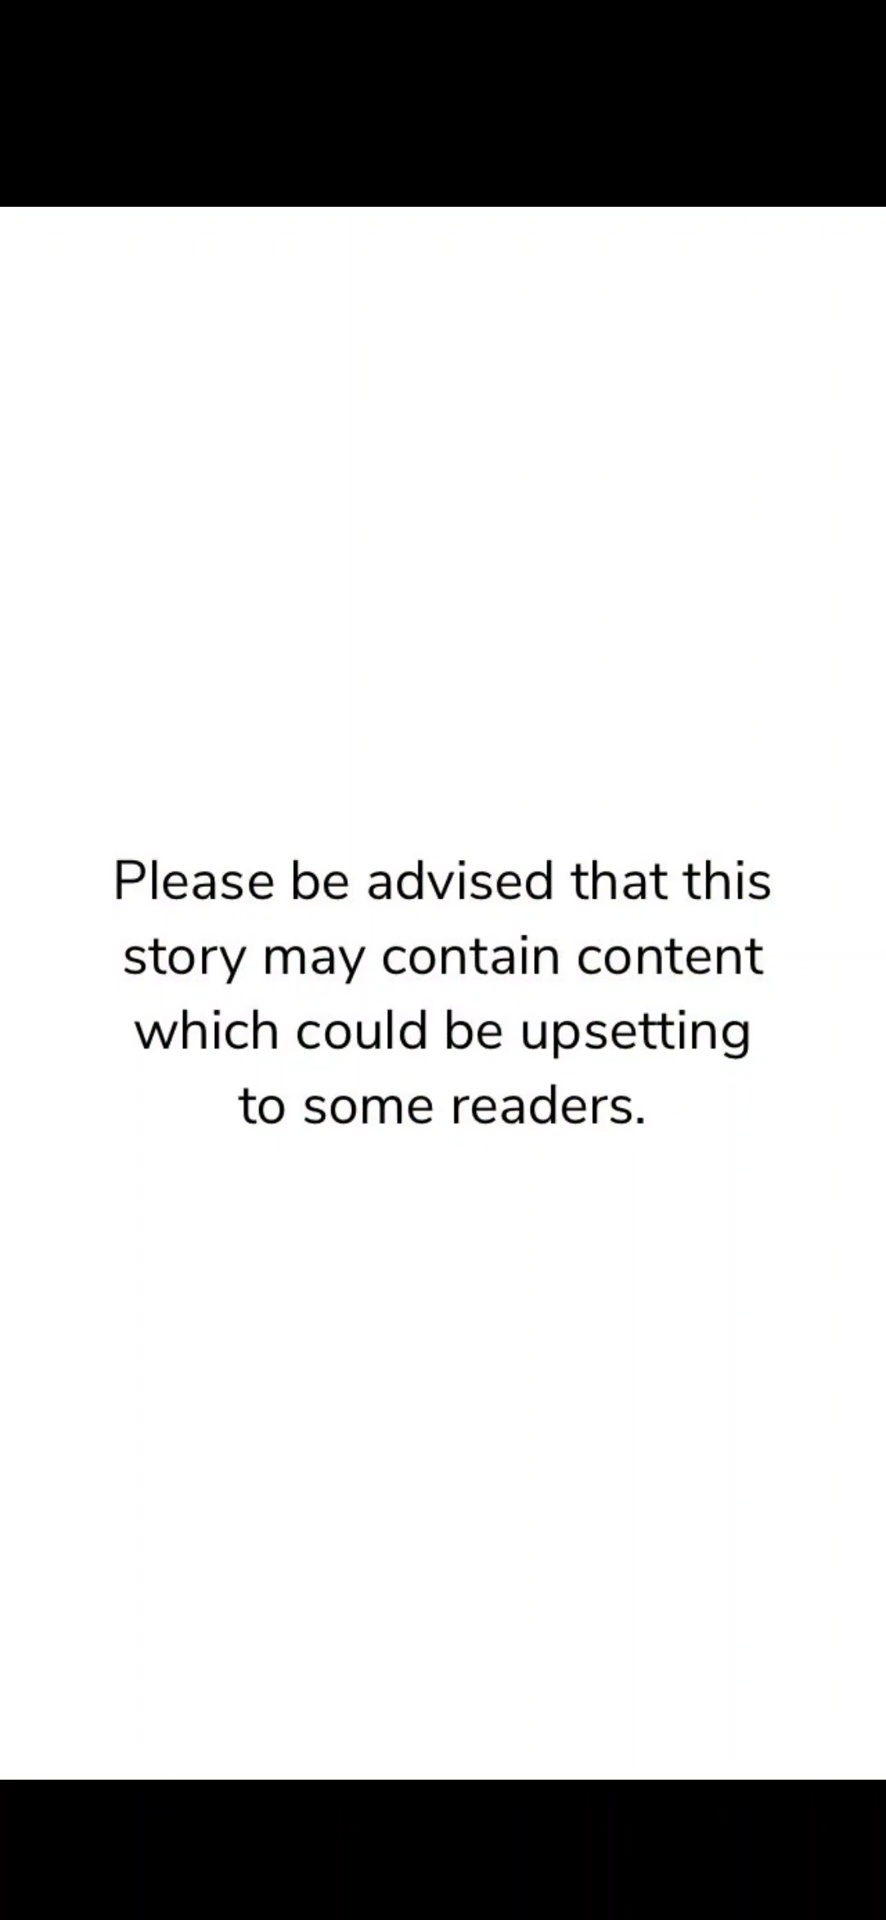 Please be advised that this
story may contain content
which could be upsetting
to some readers.